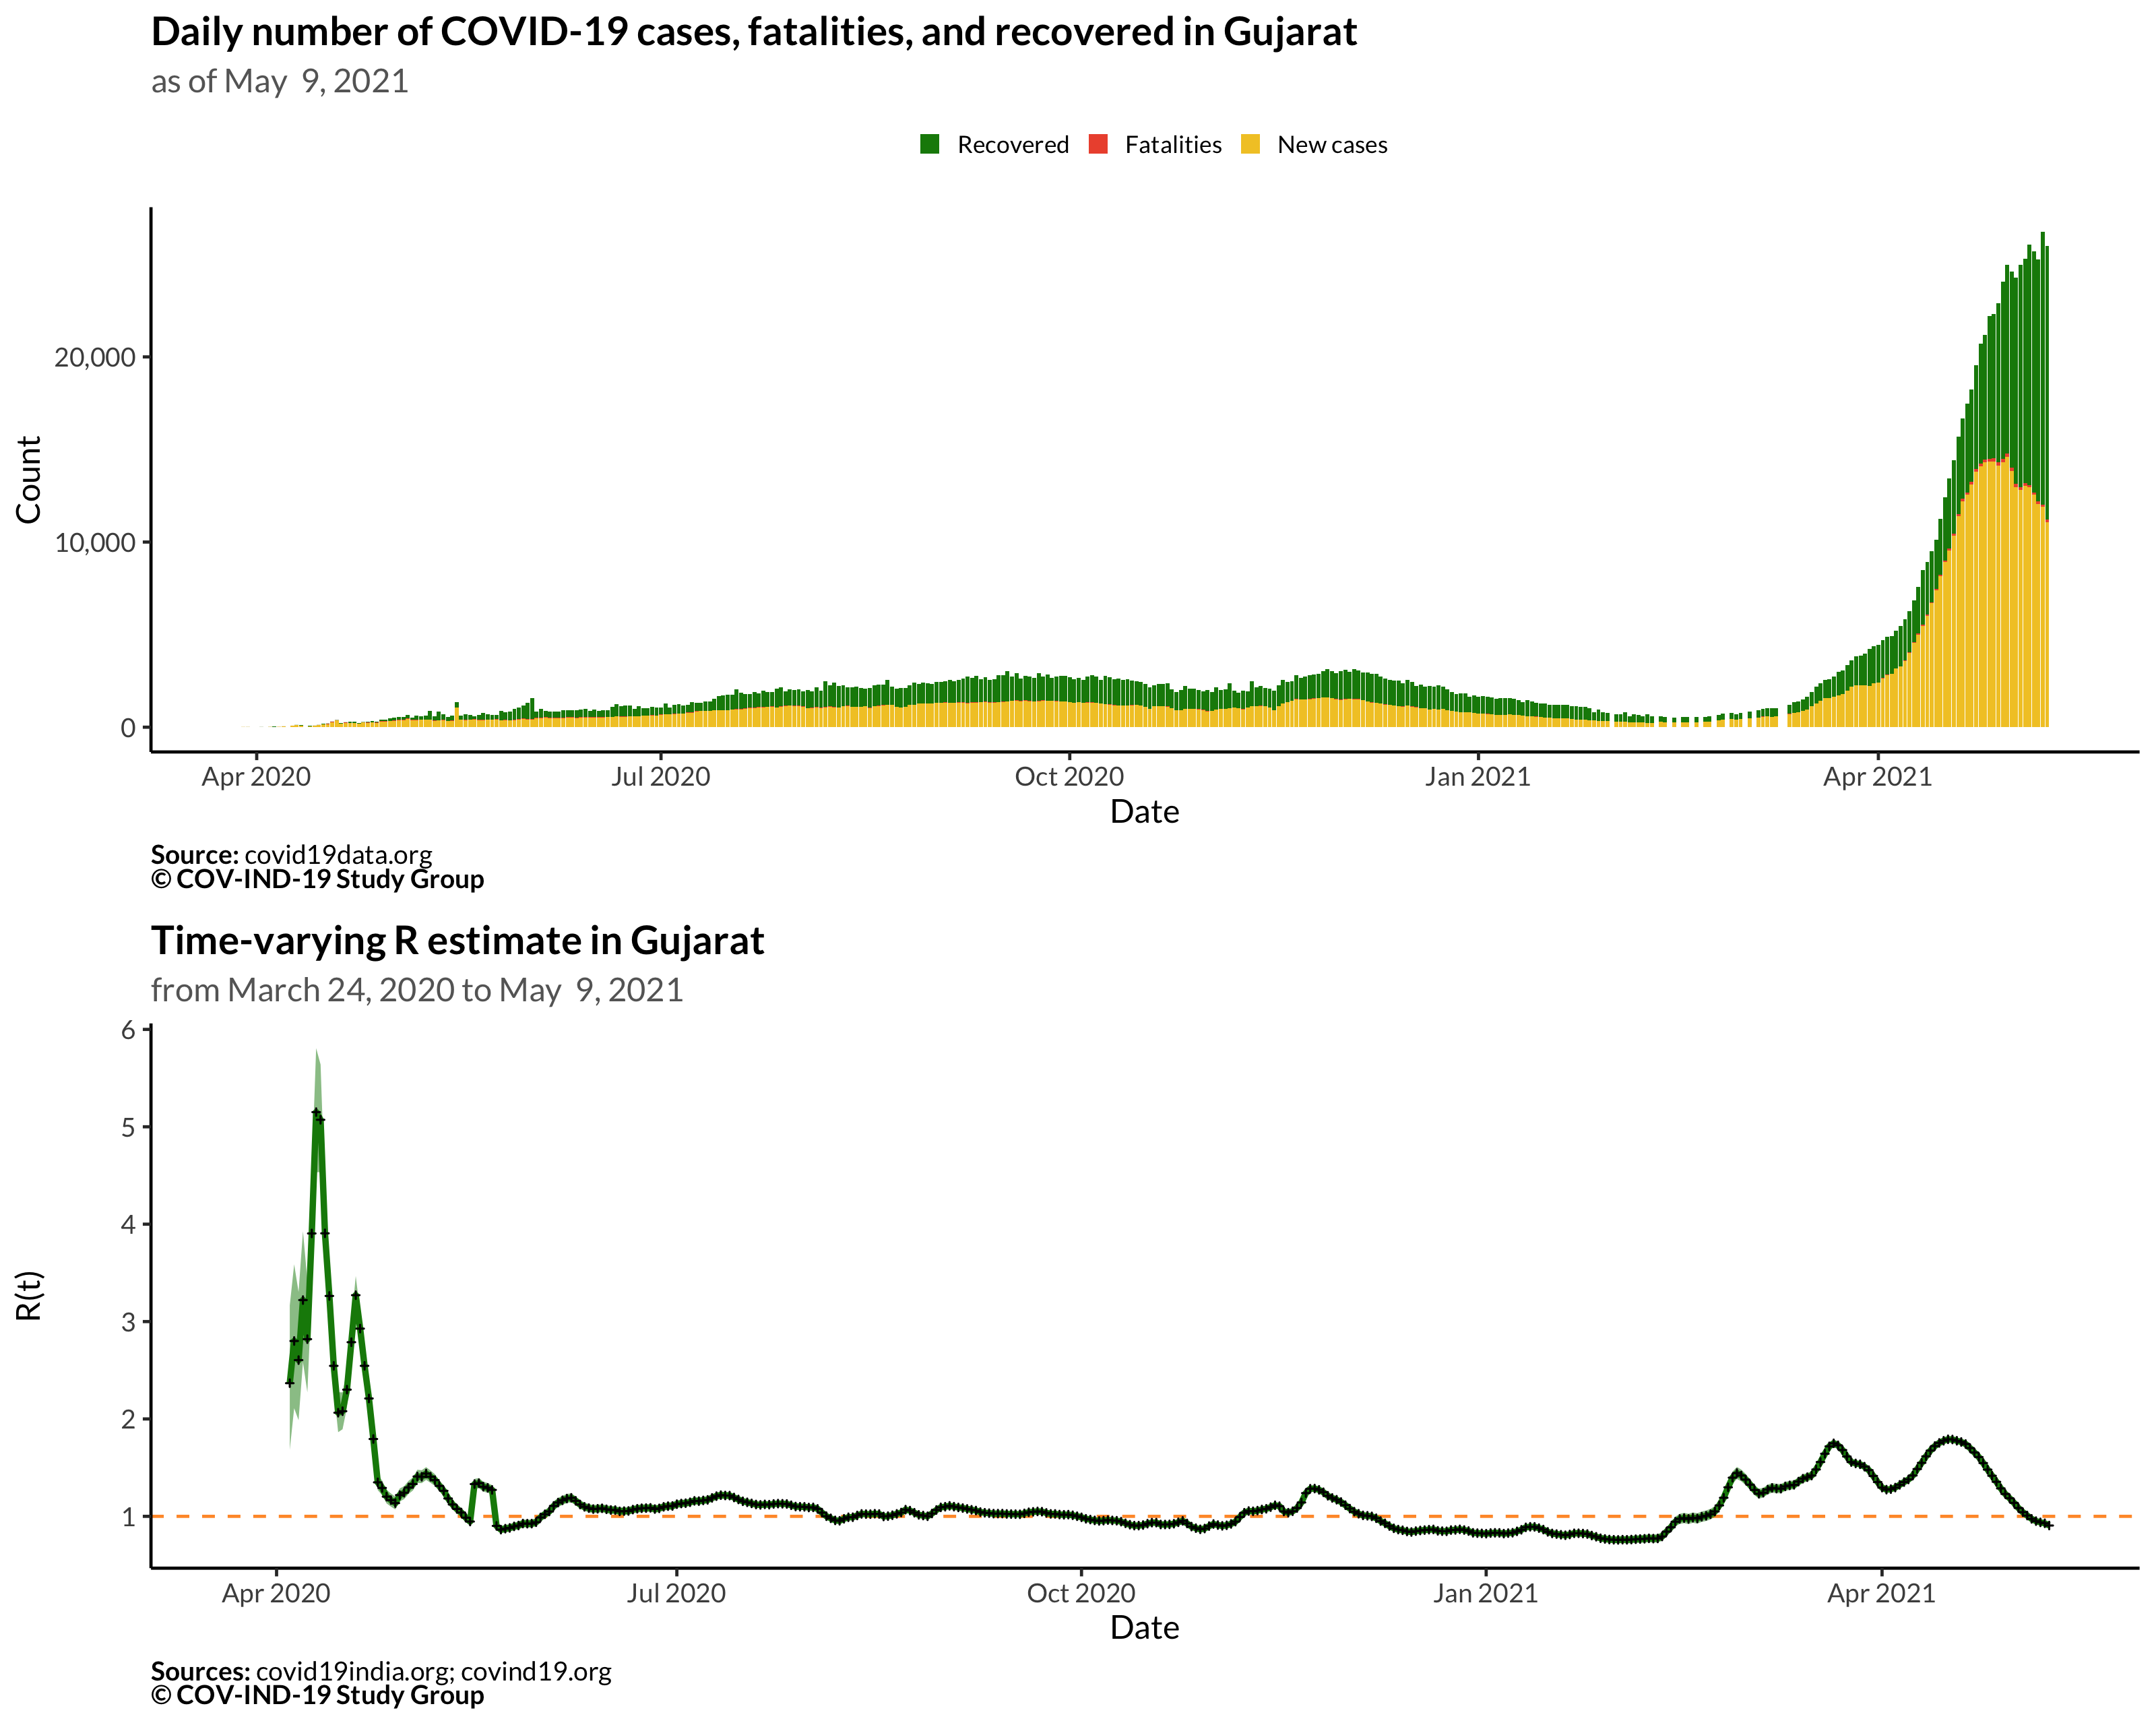 Daily number of COVID-19 cases, fatalities, and recovered in Gujarat
as of May  9, 2021
Recovered Fatalities New cases
Count
20,000
10,000
0
Apr 2020 Jul 2020 Oct 2020 Jan 2021 Apr 2021
Date
Source: covid19data.org
© COV-IND-19 Study Group
Time-varying R estimate in Gujarat
from March 24, 2020 to May  9, 2021
R(t)
6
5
4
3
2
1
Apr 2020 Jul 2020 Oct 2020 Jan 2021 Apr 2021
Date
Sources: covid19india.org; covind19.org
© COV-IND-19 Study Group